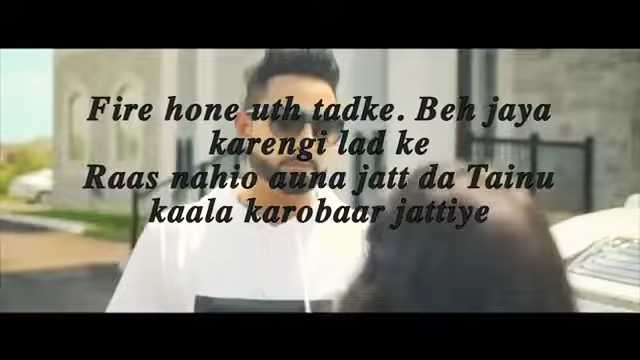 Fire hone uth tadke. Beh jaya
karengi lad ke
Raas nahio auna jatt da Tainu
kaala karobaar jattiye